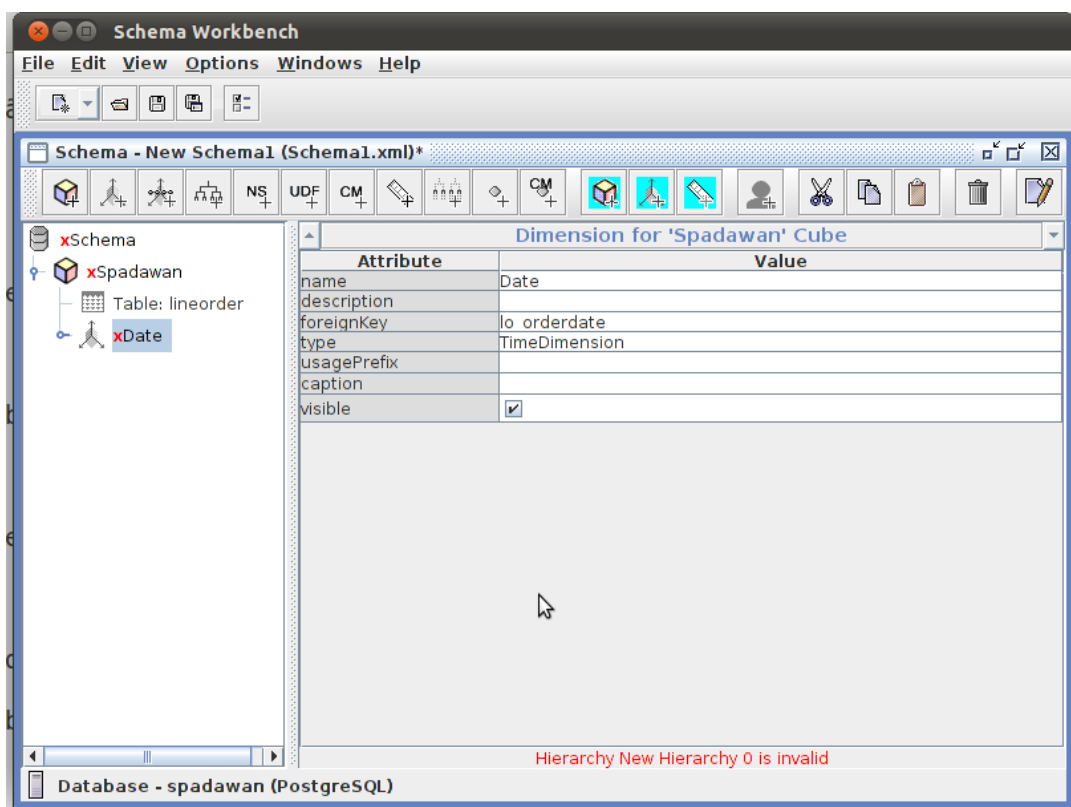 Schema Workbench
File Edit View Options Windows Help
Schema - New Schema1 (Schema1.xml)*
NS UDF CM CM
xSchema
xSpadawan
Table: lineorder
xDate
Dimension for 'Spadawan' Cube
Attribute Value
name Date
description
foreignKey lo_orderdate
type TimeDimension
usagePrefix
caption
visible
Hierarchy New Hierarchy 0 is invalid
Database - spadawan (PostgreSQL)